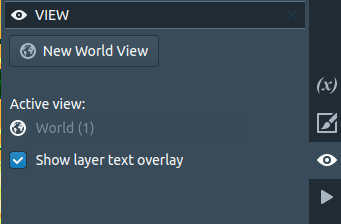 VIEW
New World View
Active view:
World (1)
Show layer text overlay
(x)